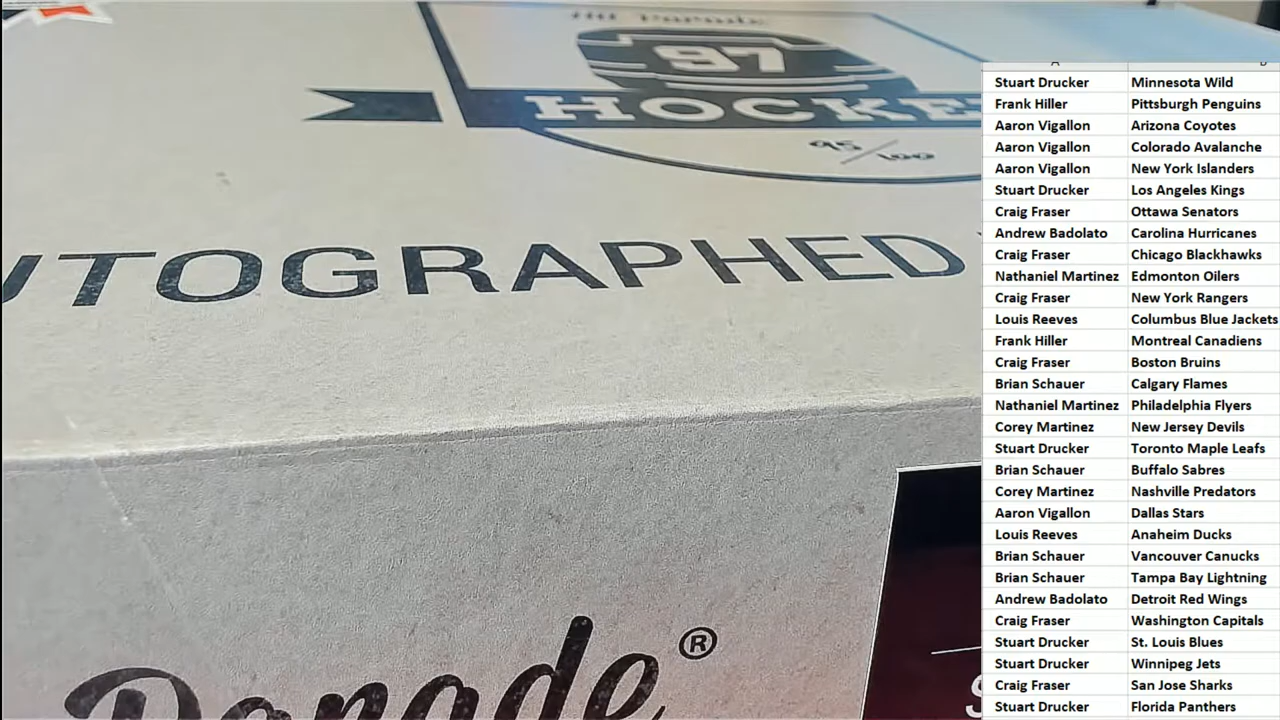 Hit Parade
97
HOCKE
95/100
UTOGRAPHED
Parade®
A B
Stuart Drucker Minnesota Wild
Frank Hiller Pittsburgh Penguins
Aaron Vigallon Arizona Coyotes
Aaron Vigallon Colorado Avalanche
Aaron Vigallon New York Islanders
Stuart Drucker Los Angeles Kings
Craig Fraser Ottawa Senators
Andrew Badolato Carolina Hurricanes
Craig Fraser Chicago Blackhawks
Nathaniel Martinez Edmonton Oilers
Craig Fraser New York Rangers
Louis Reeves Columbus Blue Jackets
Frank Hiller Montreal Canadiens
Craig Fraser Boston Bruins
Brian Schauer Calgary Flames
Nathaniel Martinez Philadelphia Flyers
Corey Martinez New Jersey Devils
Stuart Drucker Toronto Maple Leafs
Brian Schauer Buffalo Sabres
Corey Martinez Nashville Predators
Aaron Vigallon Dallas Stars
Louis Reeves Anaheim Ducks
Brian Schauer Vancouver Canucks
Brian Schauer Tampa Bay Lightning
Andrew Badolato Detroit Red Wings
Craig Fraser Washington Capitals
Stuart Drucker St. Louis Blues
Stuart Drucker Winnipeg Jets
Craig Fraser San Jose Sharks
Stuart Drucker Florida Panthers